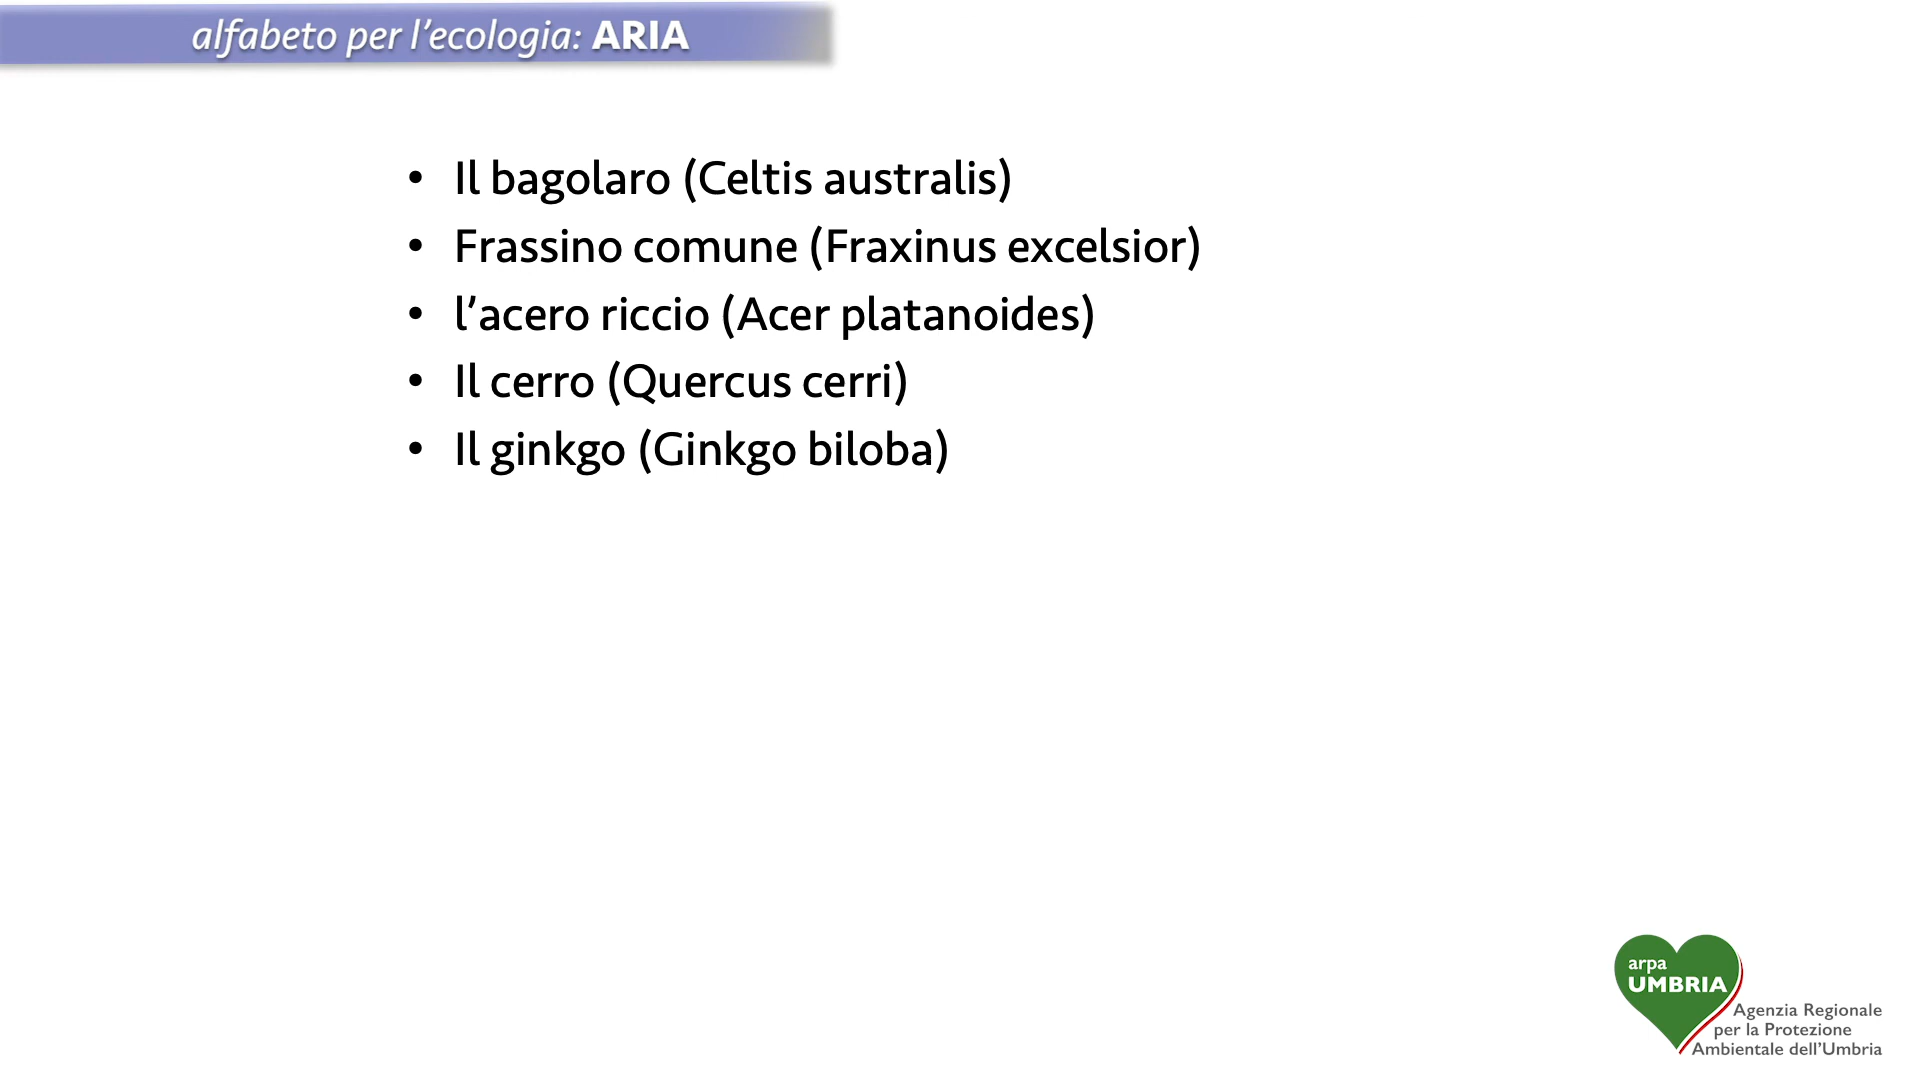 alfabeto per l’ecologia: ARIA
• Il bagolaro (Celtis australis)
• Frassino comune (Fraxinus excelsior)
• l’acero riccio (Acer platanoides)
• Il cerro (Quercus cerri)
• Il ginkgo (Ginkgo biloba)
arpa
UMBRIA
Agenzia Regionale
per la Protezione
Ambientale dell’Umbria